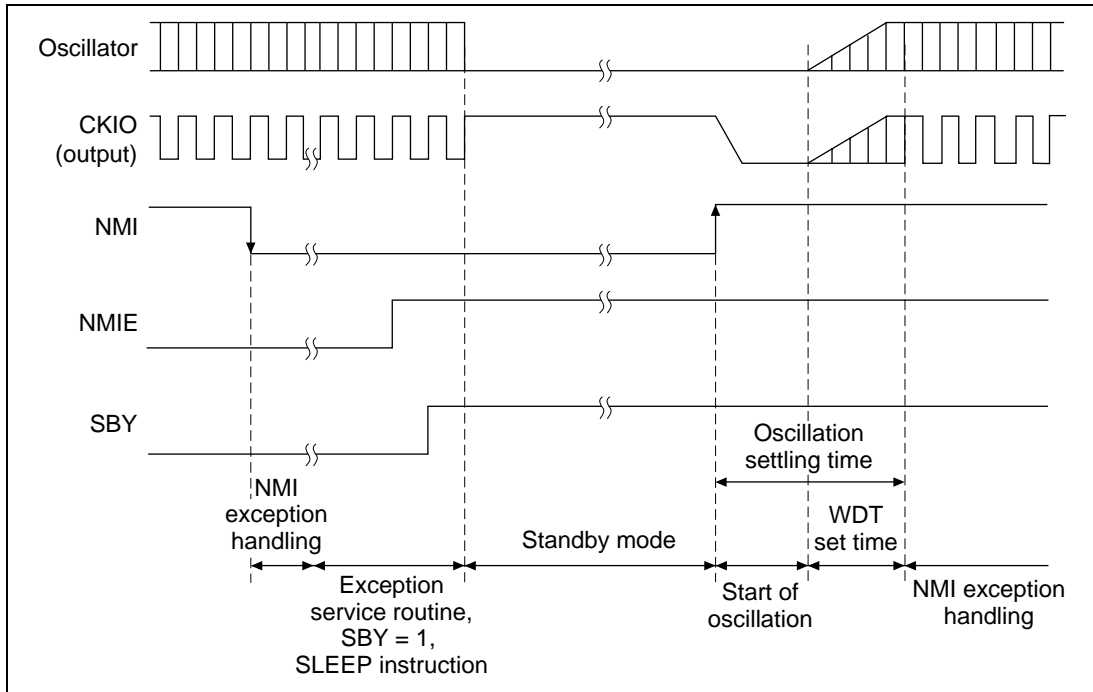 Oscillator
CKIO
(output)
NMI
NMIE
SBY
Oscillation
settling time
NMI
exception
handling
WDT
set time
Standby mode
Exception
service routine,
SBY = 1,
SLEEP instruction
Start of
oscillation
NMI exception
handling